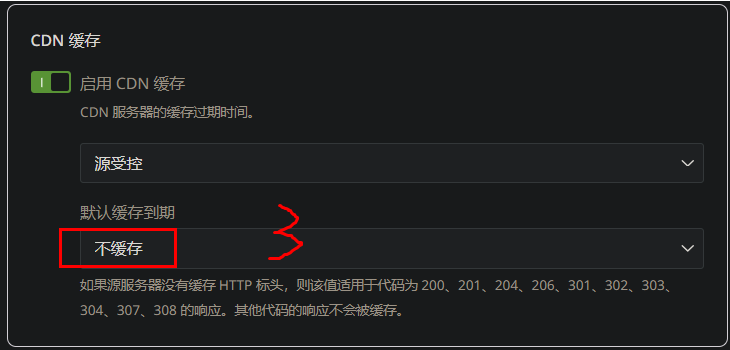 CDN 缓存
启用 CDN 缓存
CDN 服务器的缓存过期时间。
源受控
默认缓存到期
不缓存
3
如果源服务器没有缓存 HTTP 标头，则该值适用于代码为 200、201、204、206、301、302、303、
304、307、308 的响应。其他代码的响应不会被缓存。